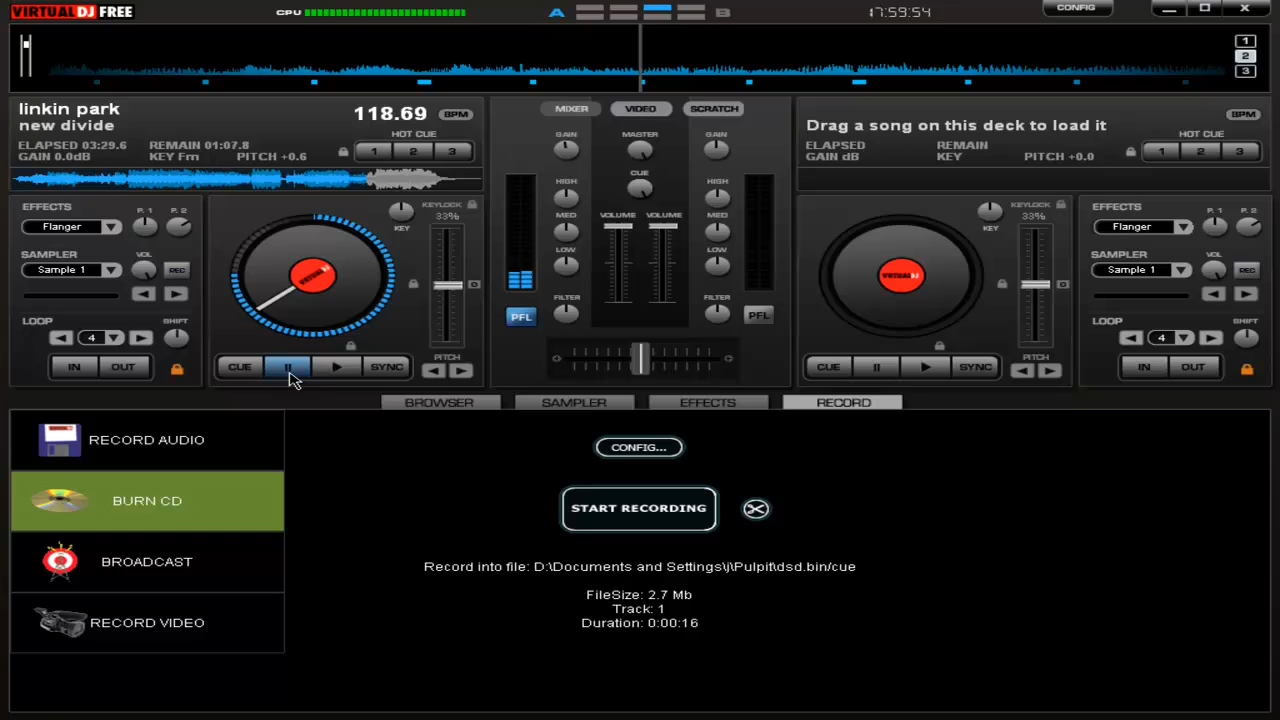 VIRTUAL DJ FREE
CPU
A
B
17:59:54
CONFIG
1
2
3
linkin park
new divide
118.69 BPM
ELAPSED 03:29.6 REMAIN 01:07.8
GAIN 0.0dB KEY Fm PITCH +0.6
HOT CUE
1 2 3
MIXER VIDEO SCRATCH
GAIN MASTER GAIN
HIGH CUE HIGH
MED VOLUME VOLUME MED
LOW LOW
FILTER FILTER
PFL PFL
Drag a song on this deck to load it
BPM
ELAPSED REMAIN
GAIN dB KEY PITCH +0.0
HOT CUE
1 2 3
EFFECTS P. 1 P. 2
Flanger
SAMPLER VOL
Sample 1 REC
LOOP SHIFT
4
IN OUT
KEYLOCK
33%
KEY
VIRTUAL DJ
PITCH
CUE SYNC
VIRTUAL DJ
KEYLOCK
33%
KEY
PITCH
CUE SYNC
EFFECTS P. 1 P. 2
Flanger
SAMPLER VOL
Sample 1 REC
LOOP SHIFT
4
IN OUT
BROWSER SAMPLER EFFECTS RECORD
RECORD AUDIO
BURN CD
BROADCAST
RECORD VIDEO
CONFIG...
START RECORDING
Record into file: D:\Documents and Settings\j\Pulpit\dsd.bin/cue
FileSize: 2.7 Mb
Track: 1
Duration: 0:00:16